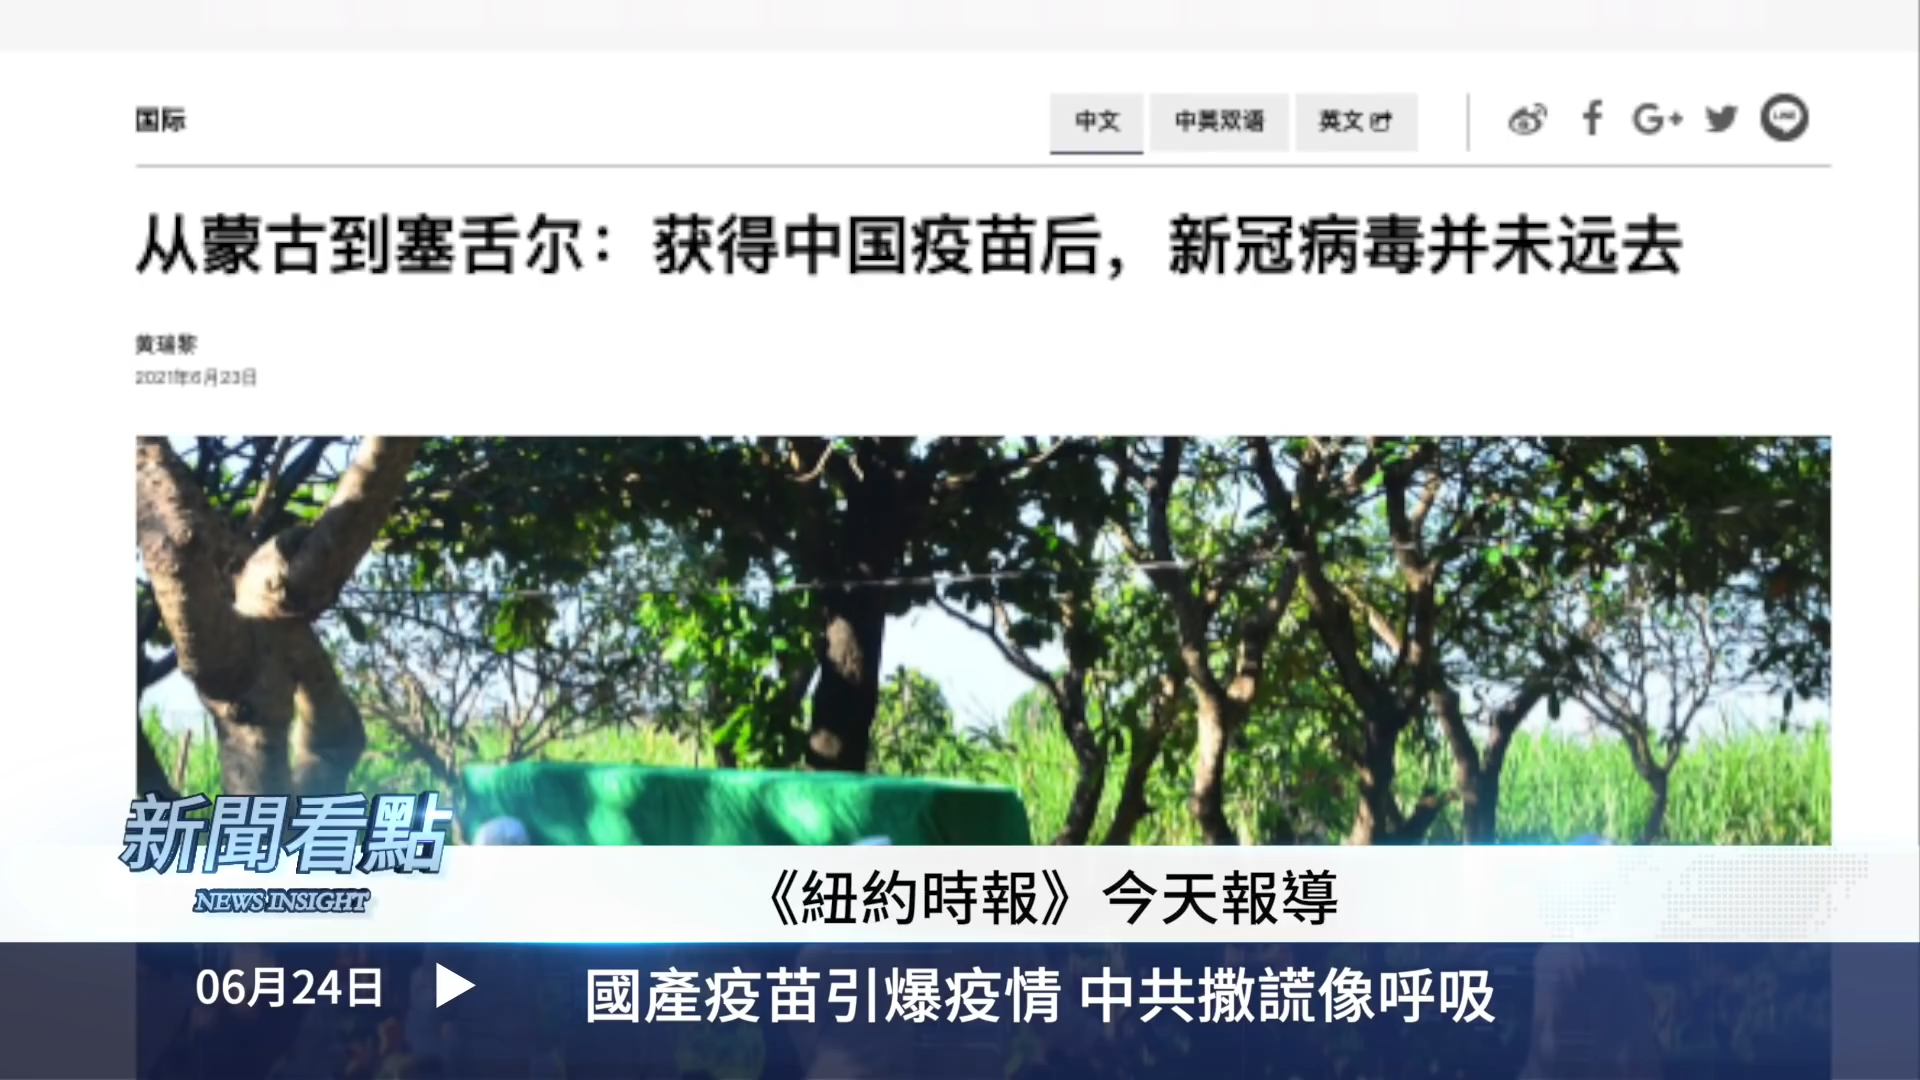 国际
中文 中英双语 英文
G+ LINE
从蒙古到塞舌尔：获得中国疫苗后，新冠病毒并未远去
黄瑞黎
2021年6月23日
新聞看點
NEWS INSIGHT
《紐約時報》今天報導
06月24日
國產疫苗引爆疫情 中共撒謊像呼吸